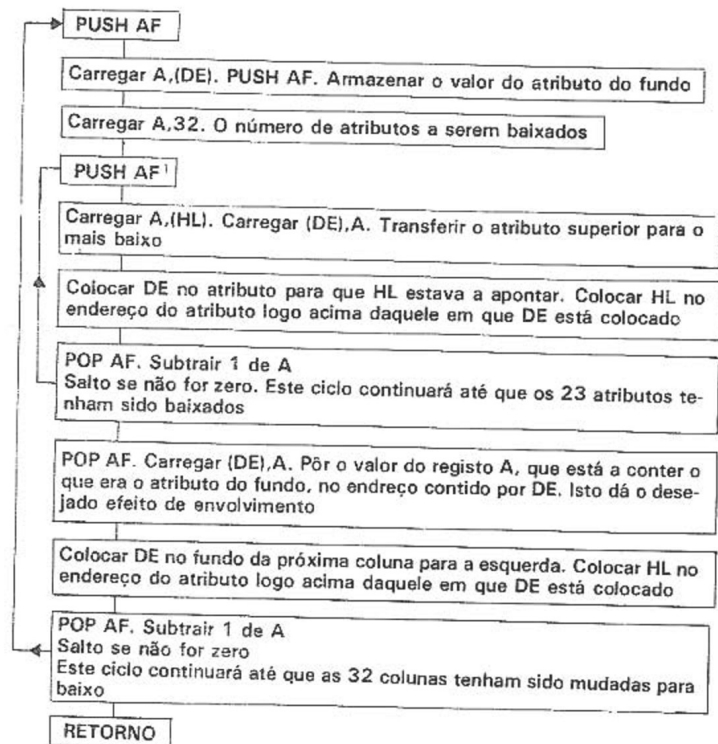 PUSH AF
Carregar A,(DE). PUSH AF. Armazenar o valor do atributo do fundo
Carregar A,32. O número de atributos a serem baixados
PUSH AF¹
Carregar A,(HL). Carregar (DE),A. Transferir o atributo superior para o
mais baixo
Colocar DE no atributo para que HL estava a apontar. Colocar HL no
endereço do atributo logo acima daquele em que DE está colocado
POP AF. Subtrair 1 de A
Salto se não for zero. Este ciclo continuará até que os 23 atributos te-
nham sido baixados
POP AF. Carregar (DE),A. Pôr o valor do registo A, que está a conter o
que era o atributo do fundo, no endreço contido por DE. Isto dá o dese-
jado efeito de envolvimento
Colocar DE no fundo da próxima coluna para a esquerda. Colocar HL no
endereço do atributo logo acima daquele em que DE está colocado
POP AF. Subtrair 1 de A
Salto se não for zero
Este ciclo continuará até que as 32 colunas tenham sido mudadas para
baixo
RETORNO